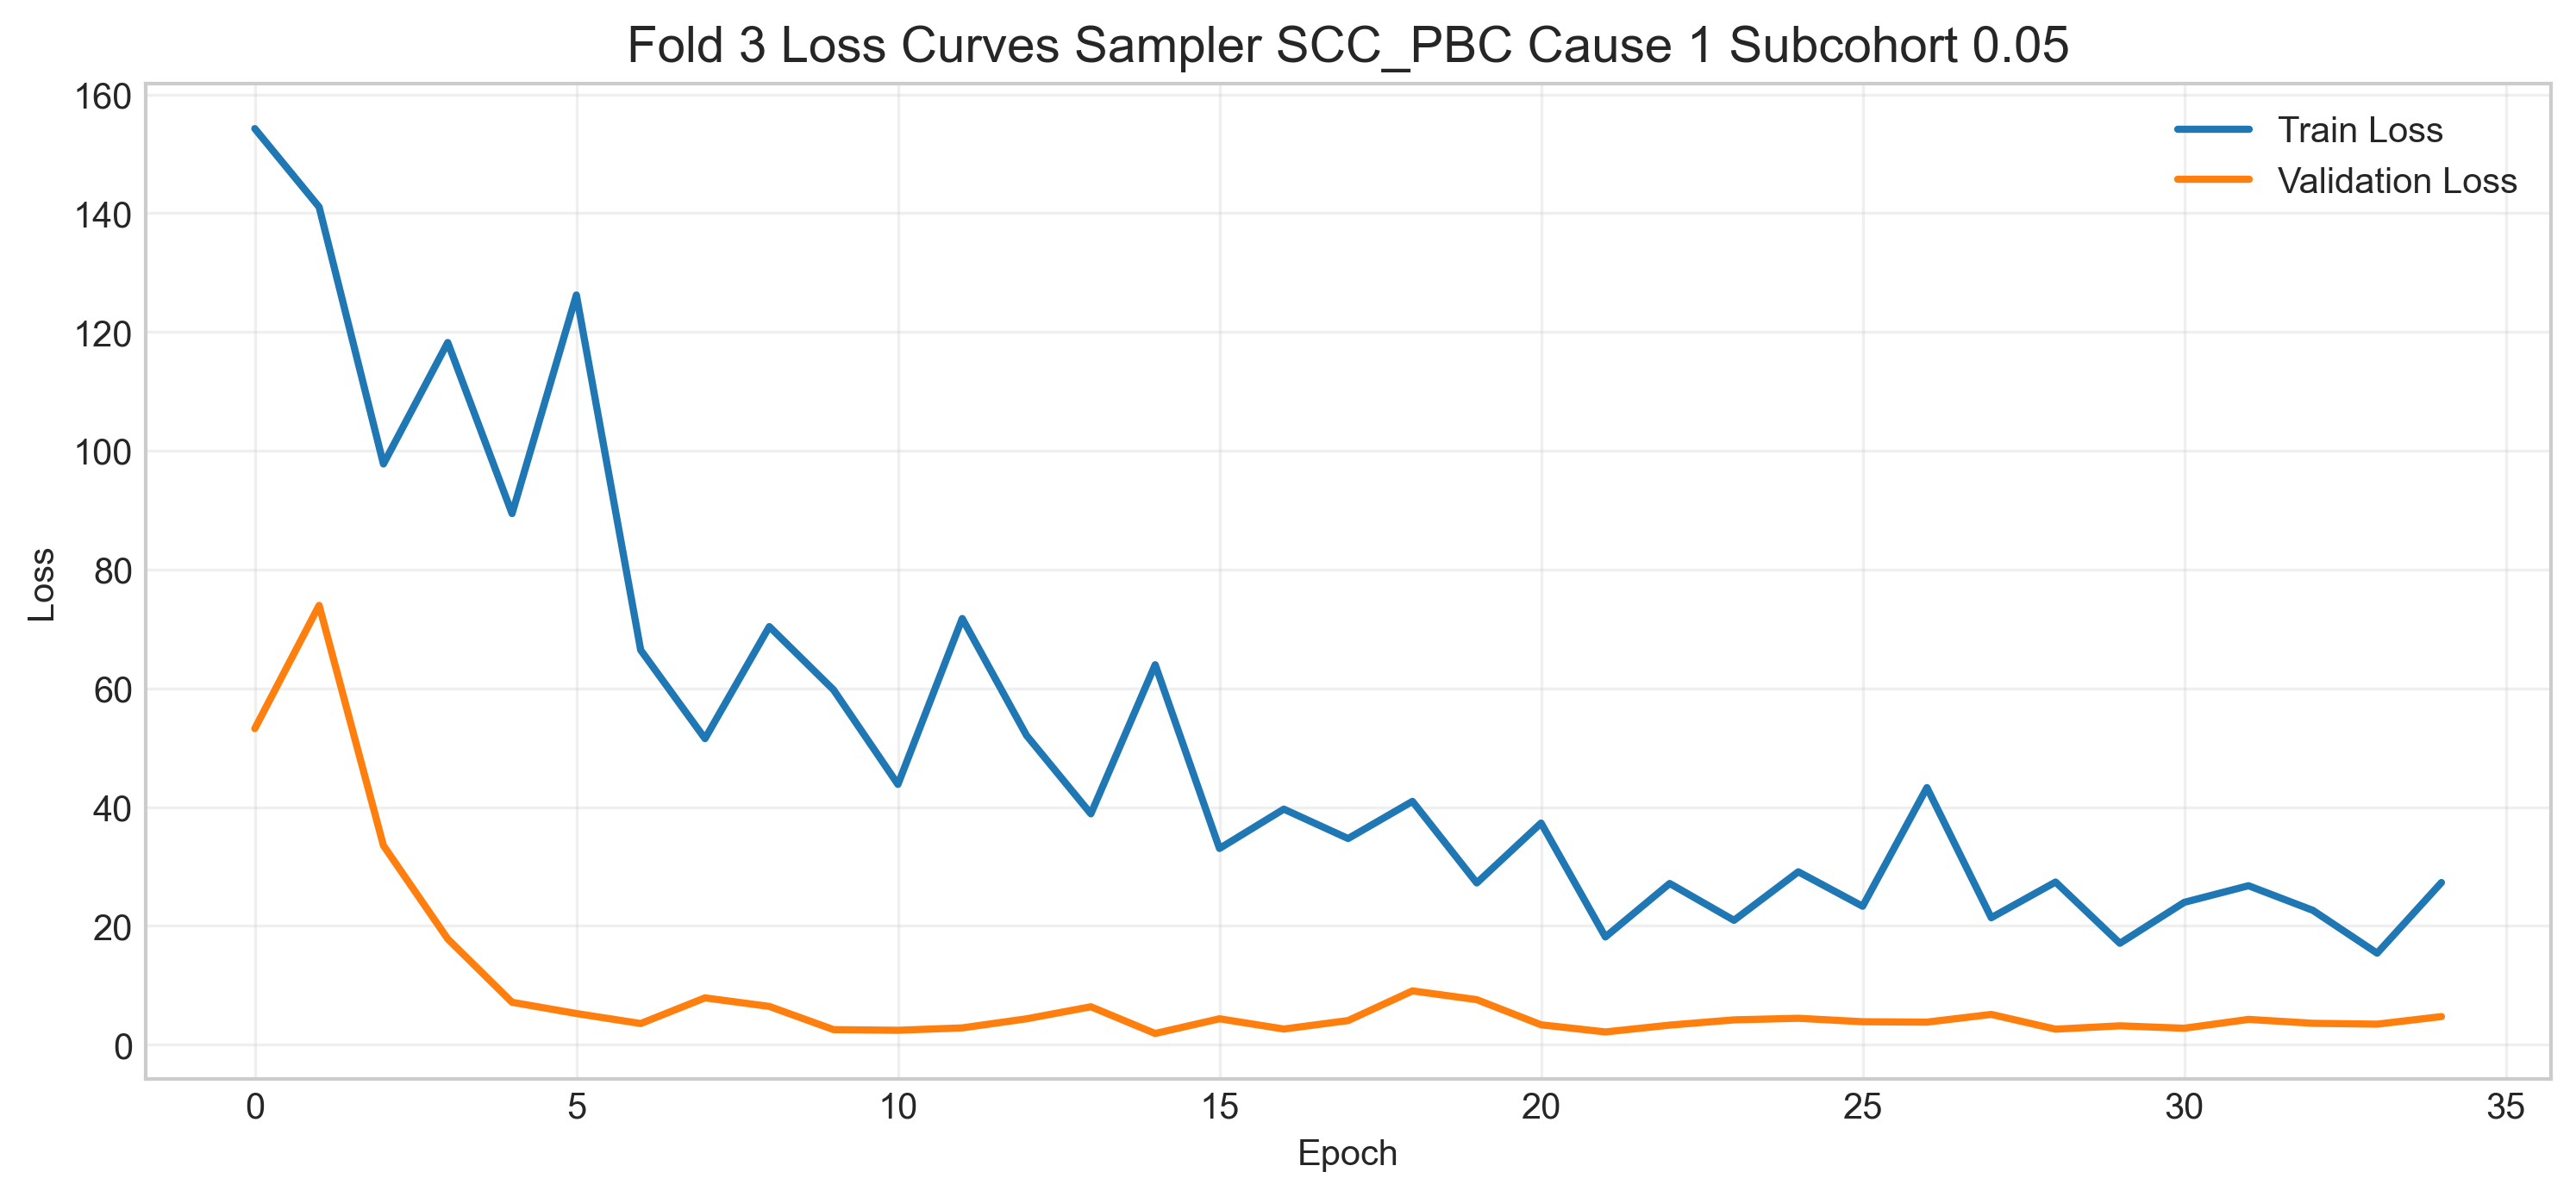 Fold 3 Loss Curves Sampler SCC_PBC Cause 1 Subcohort 0.05
Train Loss
Validation Loss
Loss
160
140
120
100
80
60
40
20
0
0 5 10 15 20 25 30 35
Epoch